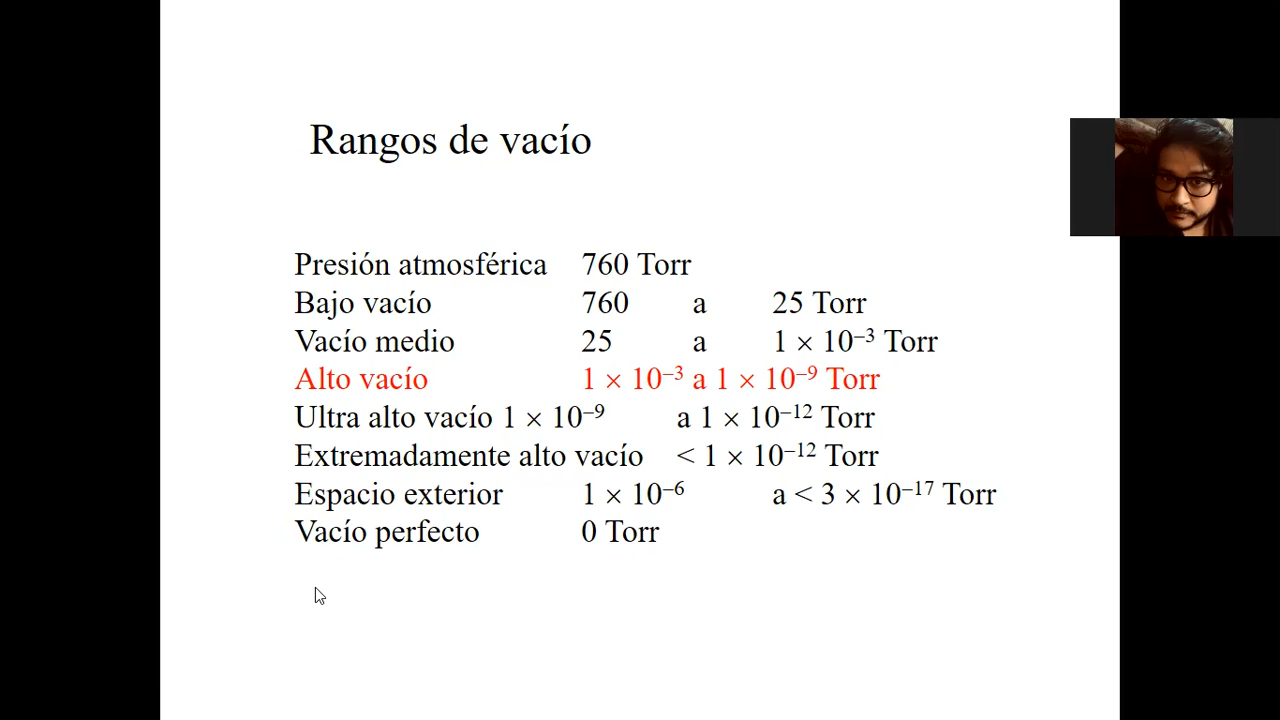 Rangos de vacío
Presión atmosférica 760 Torr
Bajo vacío 760 a 25 Torr
Vacío medio 25 a 1 × 10⁻³ Torr
Alto vacío 1 × 10⁻³ a 1 × 10⁻⁹ Torr
Ultra alto vacío 1 × 10⁻⁹ a 1 × 10⁻¹² Torr
Extremadamente alto vacío < 1 × 10⁻¹² Torr
Espacio exterior 1 × 10⁻⁶ a < 3 × 10⁻¹⁷ Torr
Vacío perfecto 0 Torr